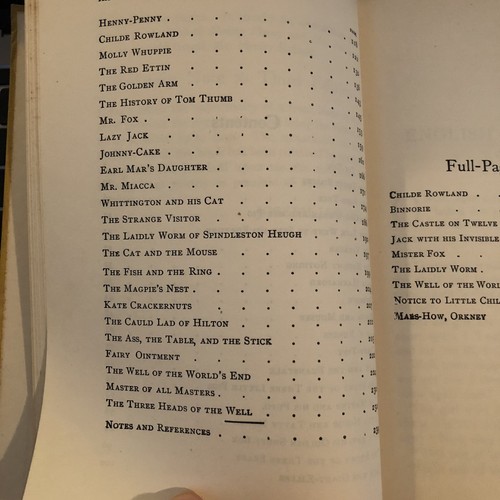 HENNY-PENNY
CHILDE ROWLAND
MOLLY WHUPPIE
THE RED ETTIN
THE GOLDEN ARM
THE HISTORY OF TOM THUMB
MR. FOX
LAZY JACK
JOHNNY-CAKE
EARL MAR'S DAUGHTER
MR. MIACCA
WHITTINGTON AND HIS CAT
THE STRANGE VISITOR
THE LAIDLY WORM OF SPINDLESTON HEUGH
THE CAT AND THE MOUSE
THE FISH AND THE RING
THE MAGPIE'S NEST
KATE CRACKERNUTS
THE CAULD LAD OF HILTON
THE ASS, THE TABLE, AND THE STICK
FAIRY OINTMENT
THE WELL OF THE WORLD'S END
MASTER OF ALL MASTERS
THE THREE HEADS OF THE WELL
NOTES AND REFERENCES
Full-Pa
CHILDE ROWLAND
BINNORIE
THE CASTLE ON TWELVE
JACK WITH HIS INVISIBLE
MISTER FOX
THE LAIDLY WORM
THE WELL OF THE WORL
NOTICE TO LITTLE CHIL
MAES-HOW, ORKNEY